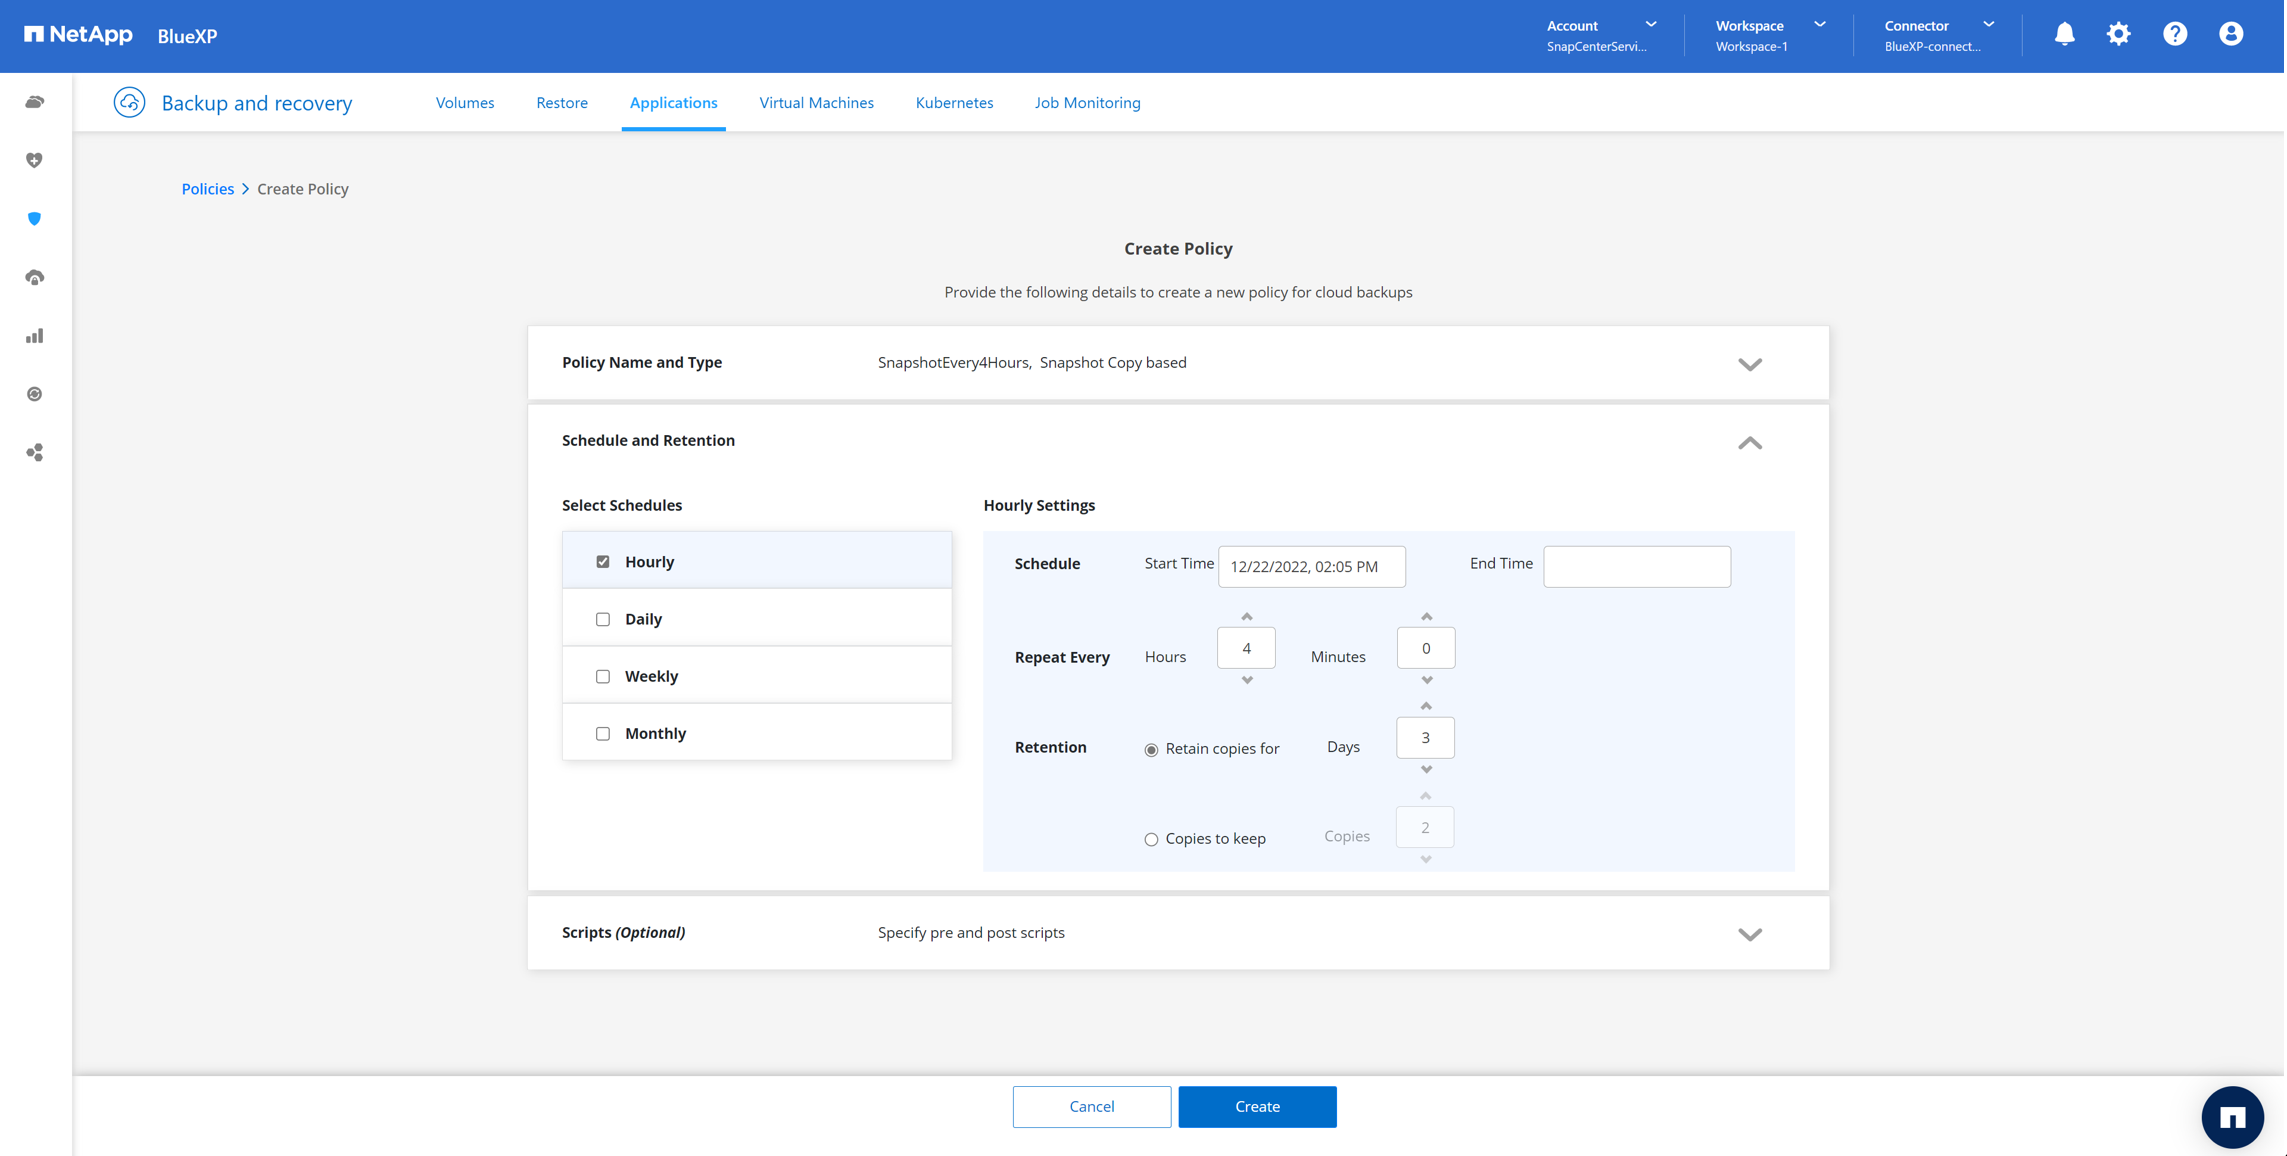 NetApp BlueXP
Account
SnapCenterServi...
Workspace
Workspace-1
Connector
BlueXP-connect...
Backup and recovery
Volumes
Restore
Applications
Virtual Machines
Kubernetes
Job Monitoring
Policies > Create Policy
Create Policy
Provide the following details to create a new policy for cloud backups
Policy Name and Type
SnapshotEvery4Hours, Snapshot Copy based
Schedule and Retention
Select Schedules
Hourly
Daily
Weekly
Monthly
Hourly Settings
Schedule
Start Time
12/22/2022, 02:05 PM
End Time
Repeat Every
Hours
4
Minutes
0
Retention
Retain copies for
Days
3
Copies to keep
Copies
2
Scripts (Optional)
Specify pre and post scripts
Cancel
Create